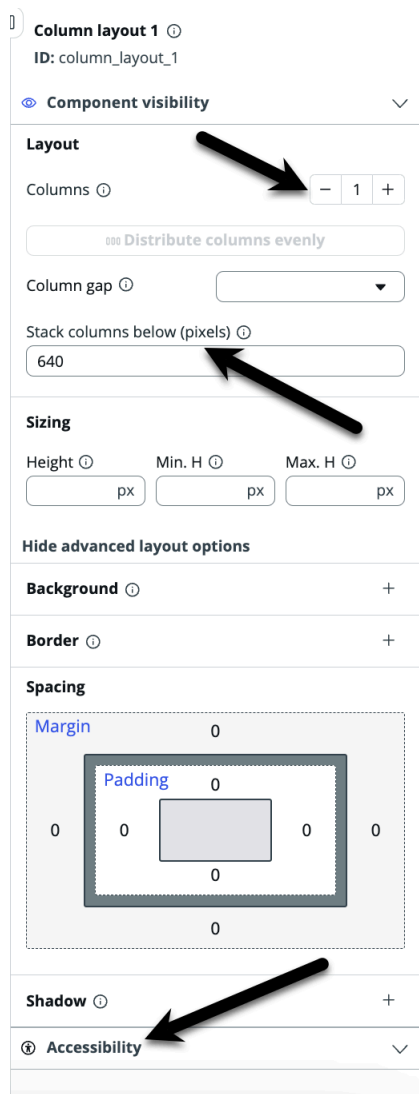 Column layout 1
ID: column_layout_1
Component visibility
Layout
Columns
1
Distribute columns evenly
Column gap
Stack columns below (pixels)
640
Sizing
Height Min. H Max. H
px px px
Hide advanced layout options
Background
Border
Spacing
Margin 0
Padding 0
0 0 0 0
0
0
Shadow
Accessibility